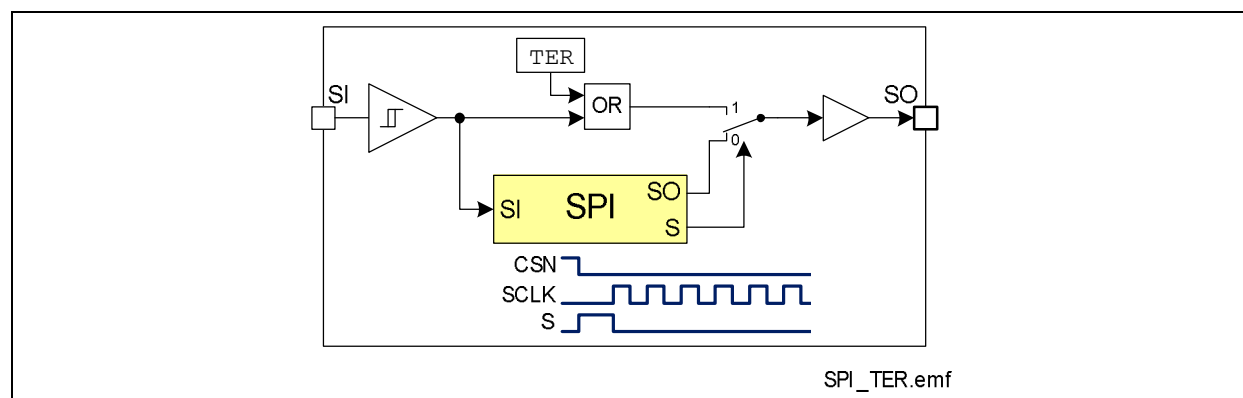 TER
SI
SO
OR
1
0
SO
SI
SPI
S
CSN
SCLK
S
SPI_TER.emf